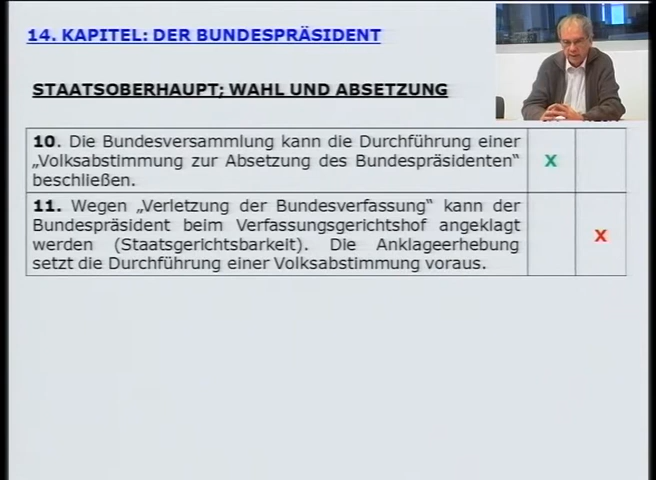 14. KAPITEL: DER BUNDESPRÄSIDENT
STAATSOBERHAUPT; WAHL UND ABSETZUNG
10. Die Bundesversammlung kann die Durchführung einer
„Volksabstimmung zur Absetzung des Bundespräsidenten“
beschließen.
X
11. Wegen „Verletzung der Bundesverfassung“ kann der
Bundespräsident beim Verfassungsgerichtshof angeklagt
werden (Staatsgerichtsbarkeit). Die Anklageerhebung
setzt die Durchführung einer Volksabstimmung voraus.
X